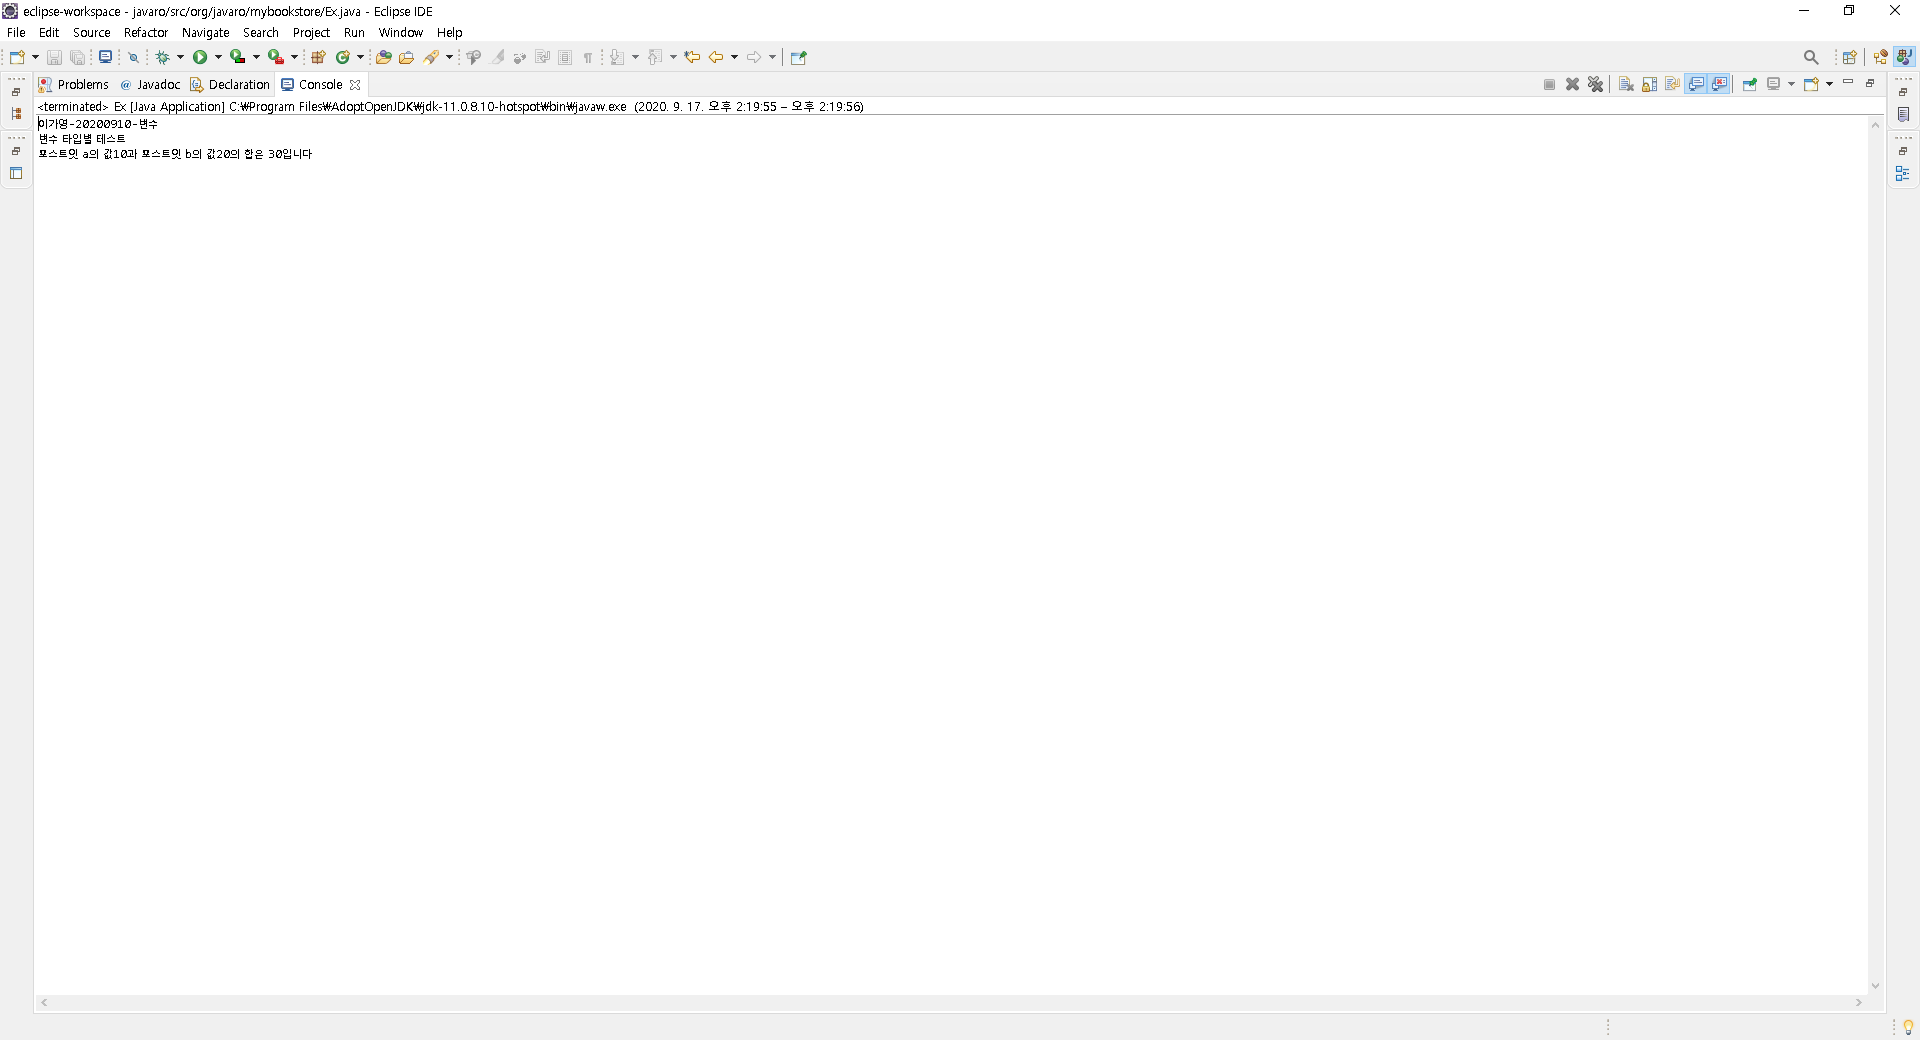 eclipse-workspace - javaro/src/org/javaro/mybookstore/Ex.java - Eclipse IDE
File Edit Source Refactor Navigate Search Project Run Window Help
Problems @ Javadoc Declaration Console
<terminated> Ex [Java Application] C:₩Program Files₩AdoptOpenJDK₩jdk-11.0.8.10-hotspot₩bin₩javaw.exe (2020. 9. 17. 오후 2:19:55 – 오후 2:19:56)
이가영-20200910-변수
변수 타입별 테스트
포스트잇 a의 값10과 포스트잇 b의 값20의 합은 30입니다